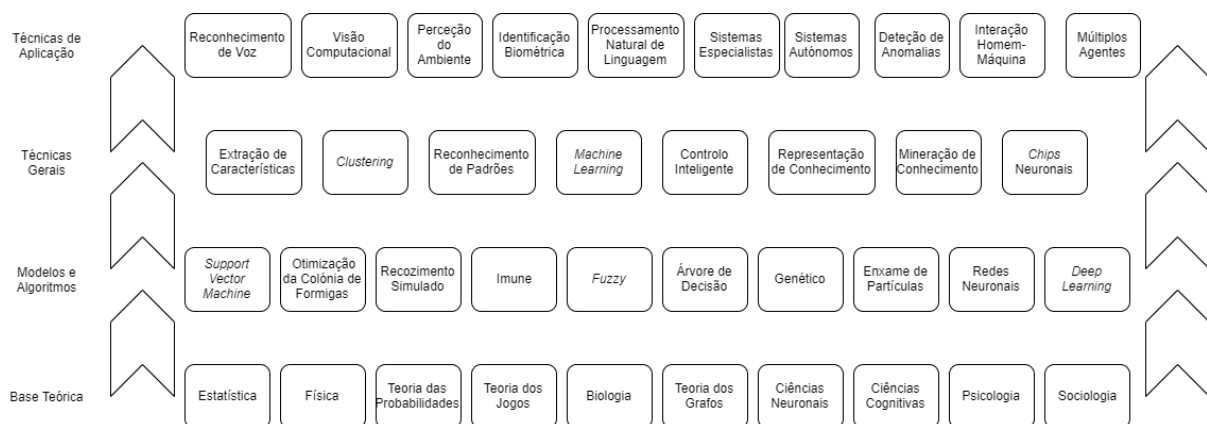 Técnicas de
Aplicação
Reconhecimento
de Voz
Visão
Computacional
Perceção
do
Ambiente
Identificação
Biométrica
Processamento
Natural de
Linguagem
Sistemas
Especialistas
Sistemas
Autónomos
Deteção de
Anomalias
Interação
Homem-
Máquina
Múltiplos
Agentes
Técnicas
Gerais
Extração de
Características
Clustering
Reconhecimento
de Padrões
Machine
Learning
Controlo
Inteligente
Representação
de Conhecimento
Mineração de
Conhecimento
Chips
Neuronais
Modelos e
Algoritmos
Support
Vector
Machine
Otimização
da Colónia de
Formigas
Recozimento
Simulado
Imune
Fuzzy
Árvore de
Decisão
Genético
Enxame de
Partículas
Redes
Neuronais
Deep
Learning
Base Teórica
Estatística
Física
Teoria das
Probabilidades
Teoria dos
Jogos
Biologia
Teoria dos
Grafos
Ciências
Neuronais
Ciências
Cognitivas
Psicologia
Sociologia